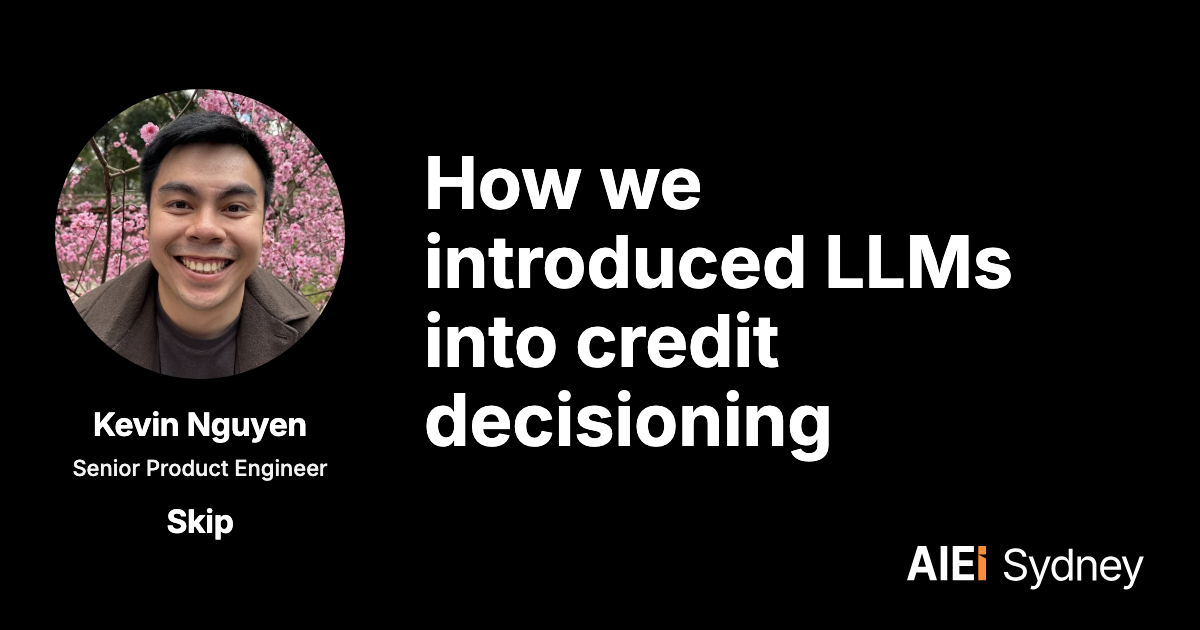 How we
introduced LLMs
into credit
decisioning
Kevin Nguyen
Senior Product Engineer
Skip
AIEi Sydney